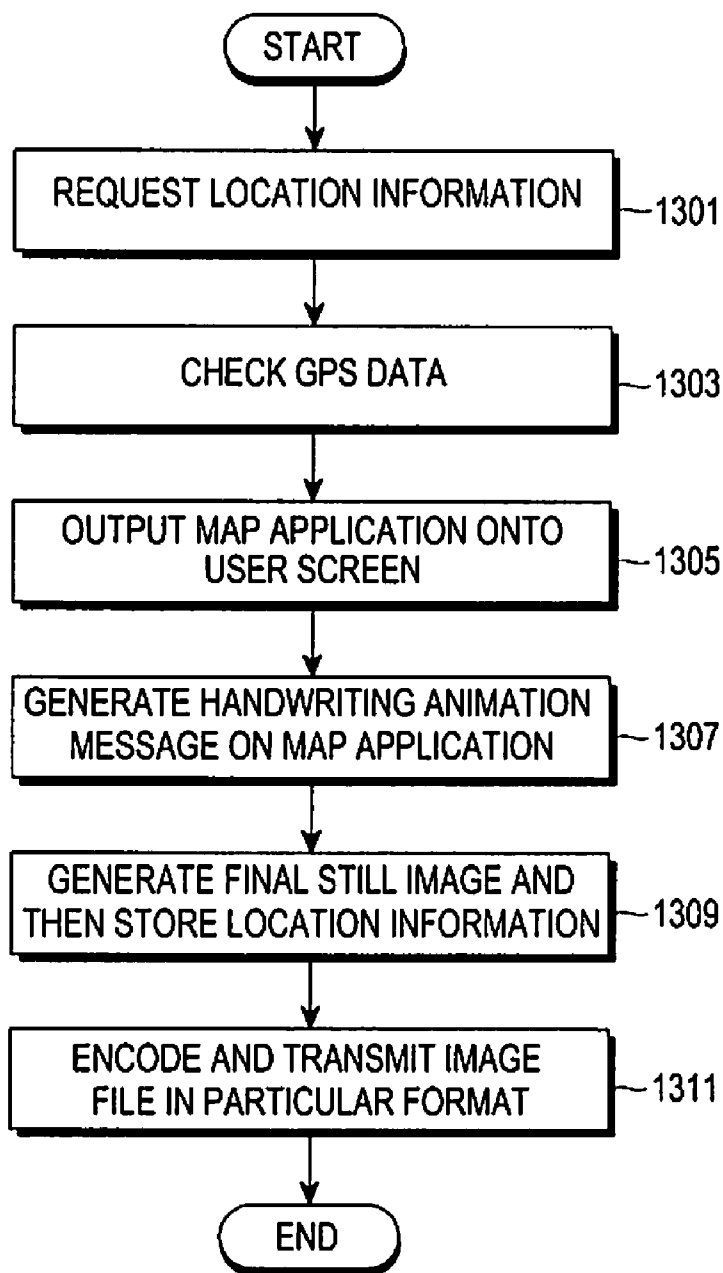 START
REQUEST LOCATION INFORMATION
1301
CHECK GPS DATA
1303
OUTPUT MAP APPLICATION ONTO
USER SCREEN
1305
GENERATE HANDWRITING ANIMATION
MESSAGE ON MAP APPLICATION
1307
GENERATE FINAL STILL IMAGE AND
THEN STORE LOCATION INFORMATION
1309
ENCODE AND TRANSMIT IMAGE
FILE IN PARTICULAR FORMAT
1311
END